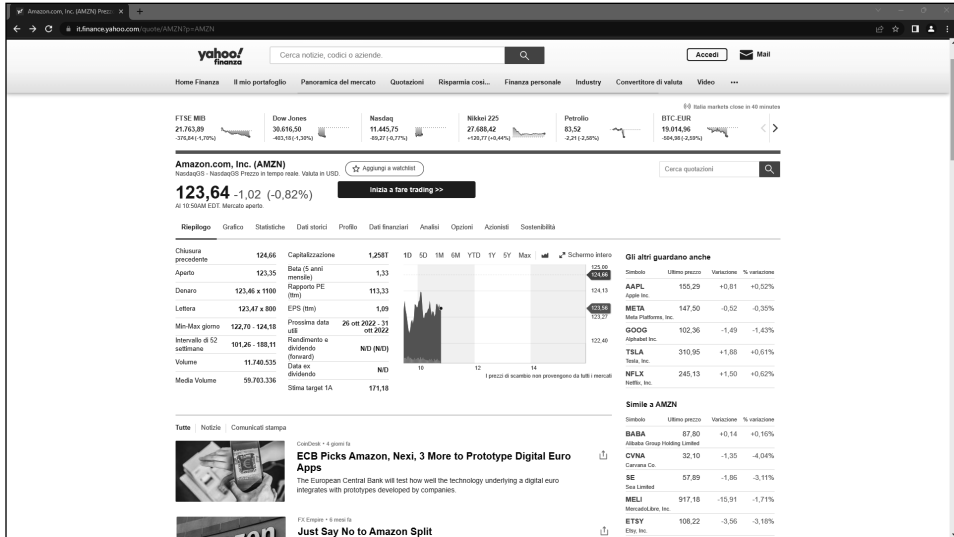 Amazon.com, Inc. (AMZN) Prezz
it.finance.yahoo.com/quote/AMZN?p=AMZN
yahoo!
finanza
Cerca notizie, codici o aziende
Accedi
Mail
Home Finanza Il mio portafoglio Panoramica del mercato Quotazioni Risparmia così... Finanza personale Industry Convertitore di valuta Video
Italia markets close in 40 minutes
FTSE MIB Dow Jones Nasdaq Nikkei 225 Petrolio BTC-EUR
21.763,89 30.616,50 11.445,75 27.688,42 83,52 19.014,96
-376,84 (-1,70%) -403,18 (-1,30%) -89,27 (-0,77%) +120,77 (+0,44%) -2,21 (-2,58%) -504,96 (-2,59%)
Amazon.com, Inc. (AMZN)
NasdaqGS - NasdaqGS Prezzo in tempo reale. Valuta in USD.
Aggiungi a watchlist
Cerca quotazioni
123,64 -1,02 (-0,82%)
Al 10:50AM EDT. Mercato aperto.
Inizia a fare trading >>
Riepilogo Grafico Statistiche Dati storici Profilo Dati finanziari Analisi Opzioni Azionisti Sostenibilità
Chiusura precedente 124,66
Aperto 123,35
Denaro 123,46 x 1100
Lettera 123,47 x 800
Min-Max giorno 122,70 - 124,18
Intervallo di 52 settimane 101,26 - 188,11
Volume 11.740.535
Media Volume 59.703.336
Capitalizzazione 1,258T
Beta (5 anni mensile) 1,33
Rapporto PE (ttm) 113,33
EPS (ttm) 1,09
Prossima data utili 26 ott 2022 - 31 ott 2022
Rendimento e dividendo (forward) N/D (N/D)
Data ex dividendo N/D
Stima target 1A 171,18
1D 5D 1M 6M YTD 1Y 5Y Max Schermo intero
125,00
124,66
124,13
123,56
123,27
122,40
10 12 14
I prezzi di scambio non provengono da tutti i mercati
Gli altri guardano anche
Simbolo Ultimo prezzo Variazione % variazione
AAPL 155,29 +0,81 +0,52%
Apple Inc.
META 147,50 -0,52 -0,35%
Meta Platforms, Inc.
GOOG 102,36 -1,49 -1,43%
Alphabet Inc.
TSLA 310,95 +1,88 +0,61%
Tesla, Inc.
NFLX 245,13 +1,50 +0,62%
Netflix, Inc.
Simile a AMZN
Simbolo Ultimo prezzo Variazione % variazione
BABA 87,80 +0,14 +0,16%
Alibaba Group Holding Limited
CVNA 32,10 -1,35 -4,04%
Carvana Co.
SE 57,89 -1,86 -3,11%
Sea Limited
MELI 917,18 -15,91 -1,71%
MercadoLibre, Inc.
ETSY 108,22 -3,56 -3,18%
Etsy, Inc.
Tutte Notizie Comunicati stampa
CoinDesk • 4 giorni fa
ECB Picks Amazon, Nexi, 3 More to Prototype Digital Euro
Apps
The European Central Bank will test how well the technology underlying a digital euro
integrates with prototypes developed by companies.
FX Empire • 6 mesi fa
Just Say No to Amazon Split